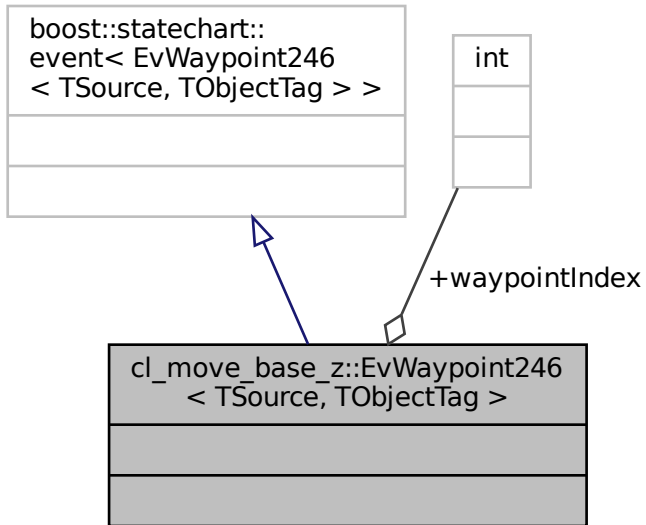 boost::statechart::
event< EvWaypoint246
< TSource, TObjectTag > >
int
+waypointIndex
cl_move_base_z::EvWaypoint246
< TSource, TObjectTag >